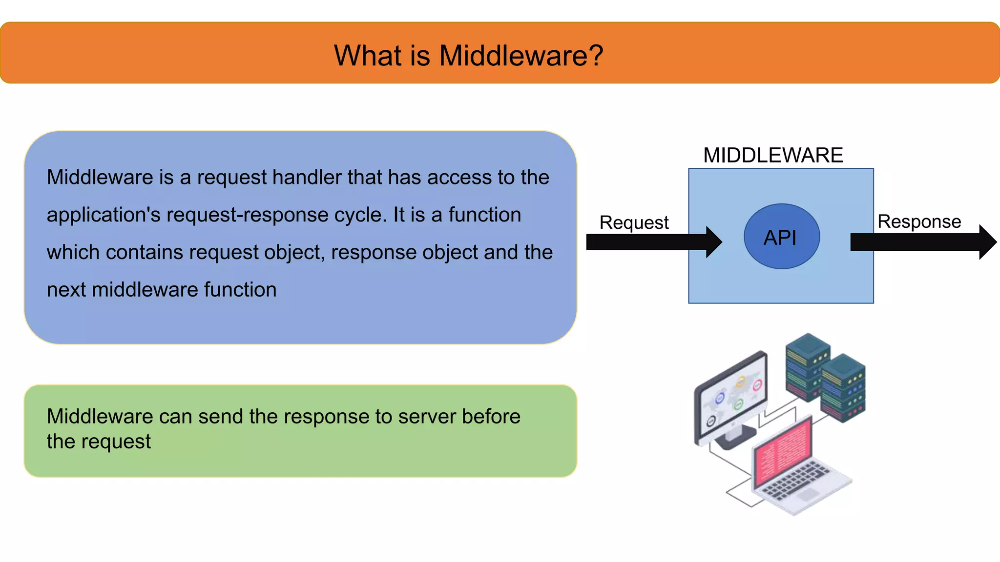 What is Middleware?
Middleware is a request handler that has access to the
application's request-response cycle. It is a function
which contains request object, response object and the
next middleware function
MIDDLEWARE
Request
API
Response
Middleware can send the response to server before
the request